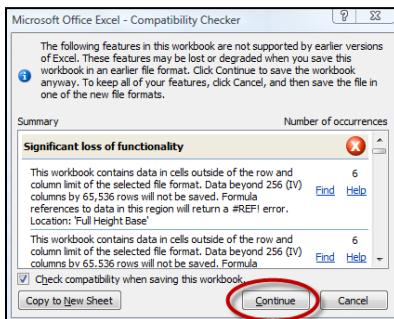 Microsoft Office Excel - Compatibility Checker
The following features in this workbook are not supported by earlier versions
of Excel. These features may be lost or degraded when you save this
workbook in an earlier file format. Click Continue to save the workbook
anyway. To keep all of your features, click Cancel, and then save the file in
one of the new file formats.
Summary Number of occurrences
Significant loss of functionality
This workbook contains data in cells outside of the row and 6
column limit of the selected file format. Data beyond 256 (IV)
columns by 65,536 rows will not be saved. Formula Find Help
references to data in this region will return a #REF! error.
Location: 'Full Height Base'
This workbook contains data in cells outside of the row and 6
column limit of the selected file format. Data beyond 256 (IV)
columns by 65,536 rows will not be saved. Formula Find Help
Check compatibility when saving this workbook.
Copy to New Sheet Continue Cancel